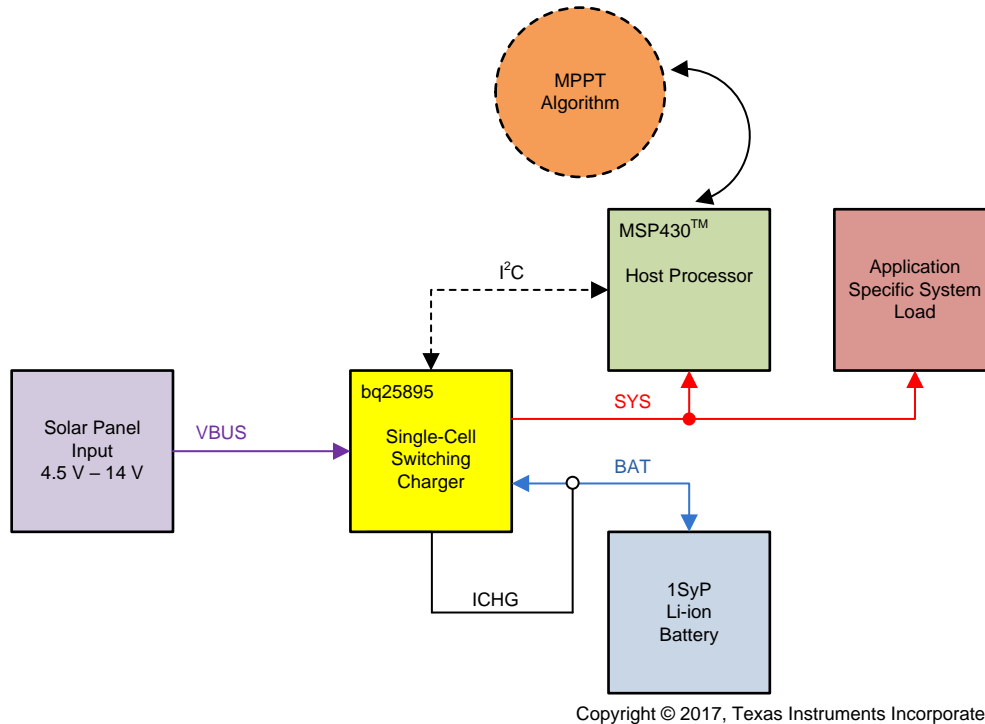 MPPT
Algorithm
MSP430™
Host Processor
Application
Specific System
Load
I²C
bq25895
Single-Cell
Switching
Charger
SYS
Solar Panel
Input
4.5 V – 14 V
VBUS
BAT
ICHG
1SyP
Li-ion
Battery
Copyright © 2017, Texas Instruments Incorporate